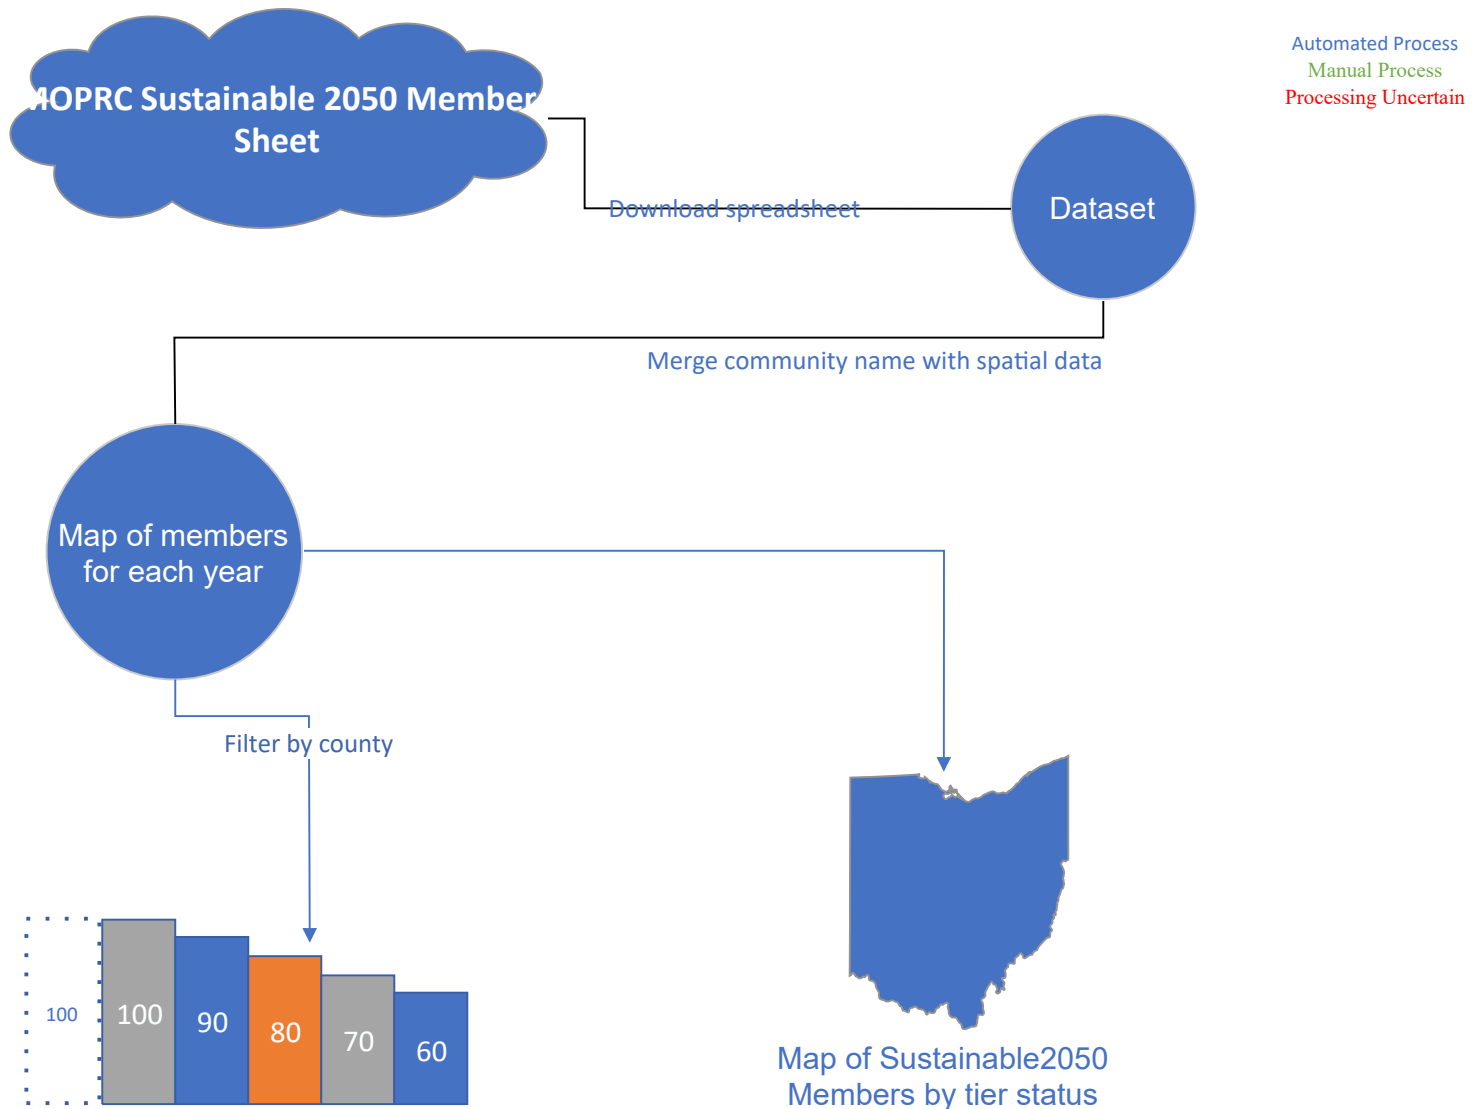 Automated Process
Manual Process
Processing Uncertain
Sustainable 2050 Member
Sheet
Download spreadsheet
Dataset
Merge community name with spatial data
Map of members
for each year
Filter by county
100
100
90
80
70
60
Map of Sustainable2050
Members by tier status